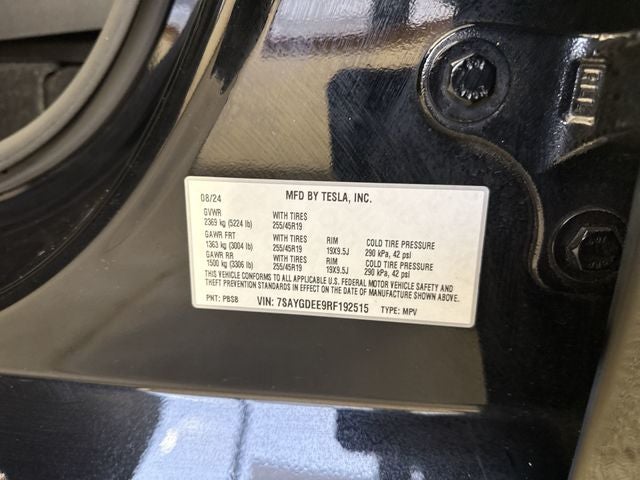 08/24 MFD BY TESLA, INC.
GVWR WITH TIRES
2369 kg (5224 lb) 255/45R19
GAWR FRT WITH TIRES RIM COLD TIRE PRESSURE
1363 kg (3004 lb) 255/45R19 19X9.5J 290 kPa, 42 psi
GAWR RR WITH TIRES RIM COLD TIRE PRESSURE
1500 kg (3306 lb) 255/45R19 19X9.5J 290 kPa, 42 psi
THIS VEHICLE CONFORMS TO ALL APPLICABLE U.S. FEDERAL MOTOR VEHICLE SAFETY AND
THEFT PREVENTION STANDARDS IN EFFECT ON THE DATE OF MANUFACTURE SHOWN ABOVE.
PNT: PBSB VIN: 7SAYGDEE9RF192515 TYPE: MPV